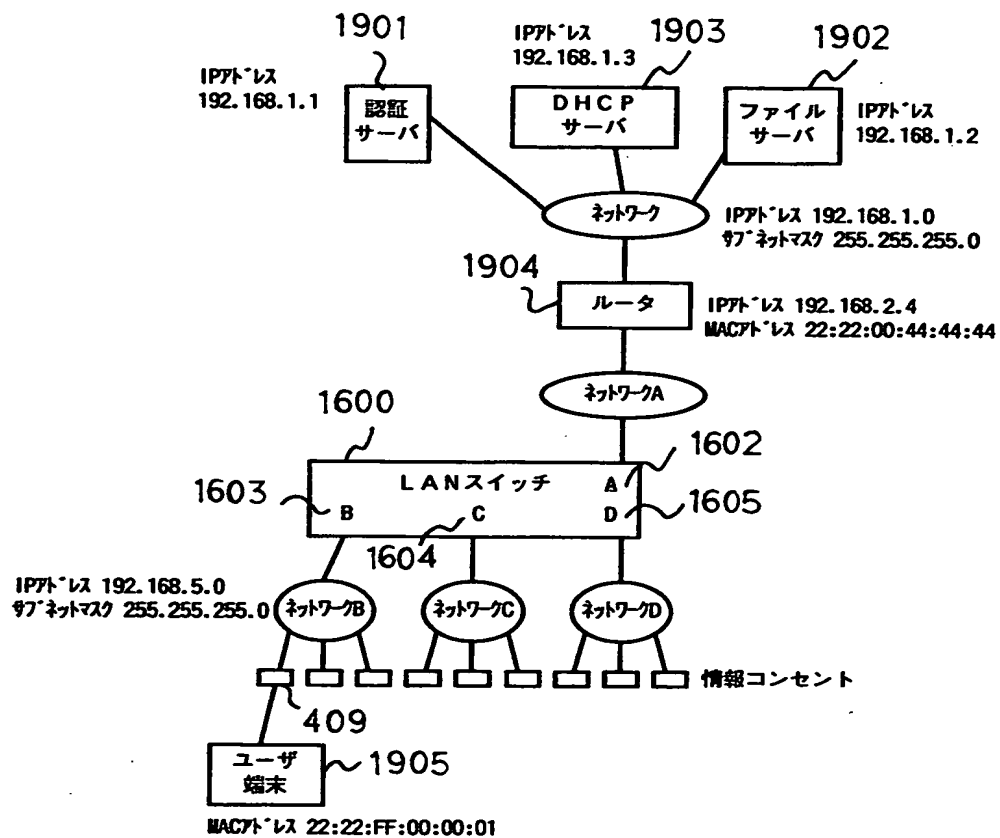 1901
IPアドレス
192.168.1.1
認証
サーバ
IPアドレス
192.168.1.3
1903
DHCP
サーバ
1902
ファイル
サーバ
IPアドレス
192.168.1.2
ネットワーク
IPアドレス 192.168.1.0
サブネットマスク 255.255.255.0
1904
ルータ
IPアドレス 192.168.2.4
MACアドレス 22:22:00:44:44:44
ネットワークA
1600
1602
LANスイッチ
A
1603
B
C
D
1605
1604
IPアドレス 192.168.5.0
サブネットマスク 255.255.255.0
ネットワークB
ネットワークC
ネットワークD
情報コンセント
409
ユーザ
端末
1905
MACアドレス 22:22:FF:00:00:01